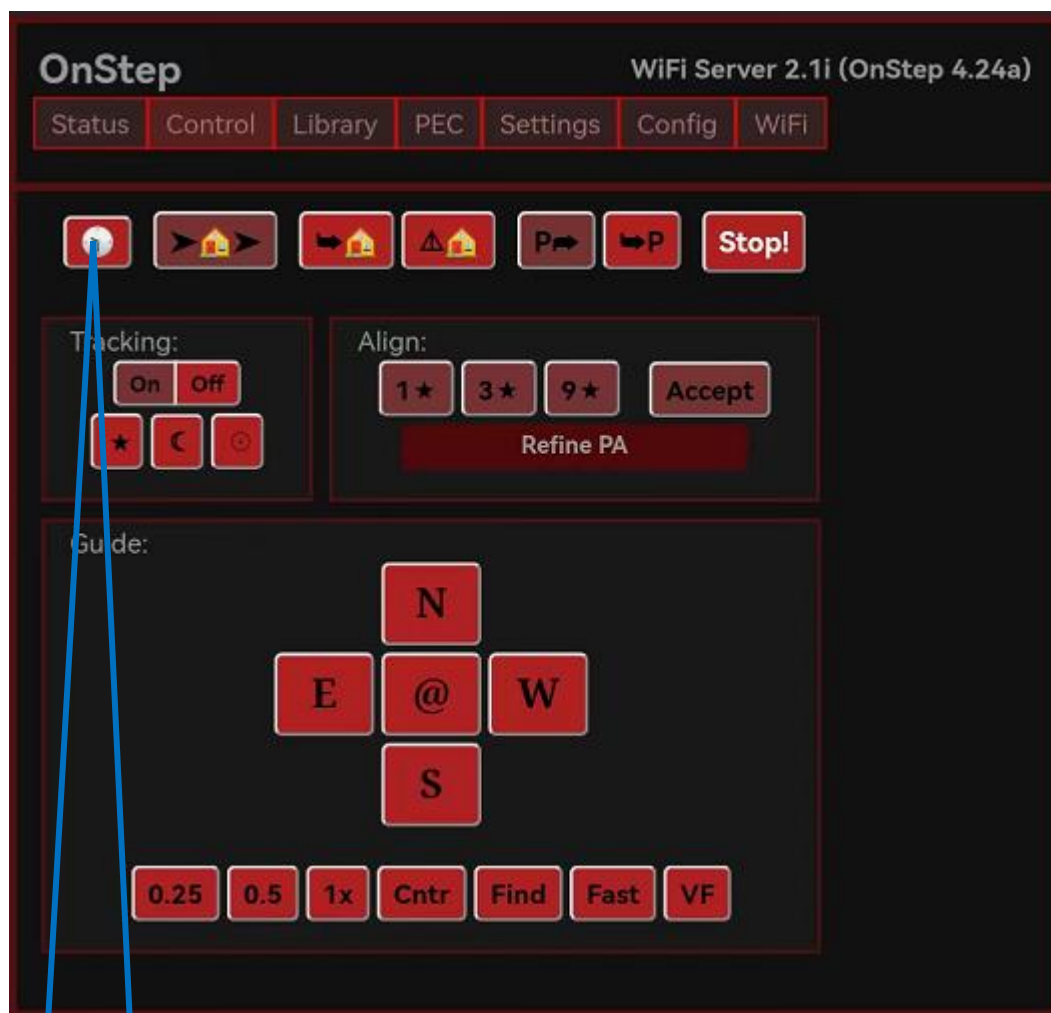 OnStep
WiFi Server 2.1i (OnStep 4.24a)
Status Control Library PEC Settings Config WiFi
P➡ ➥P Stop!
Tracking:
On Off
Align:
1★ 3★ 9★ Accept
Refine PA
Guide:
N
E @ W
S
0.25 0.5 1x Cntr Find Fast VF